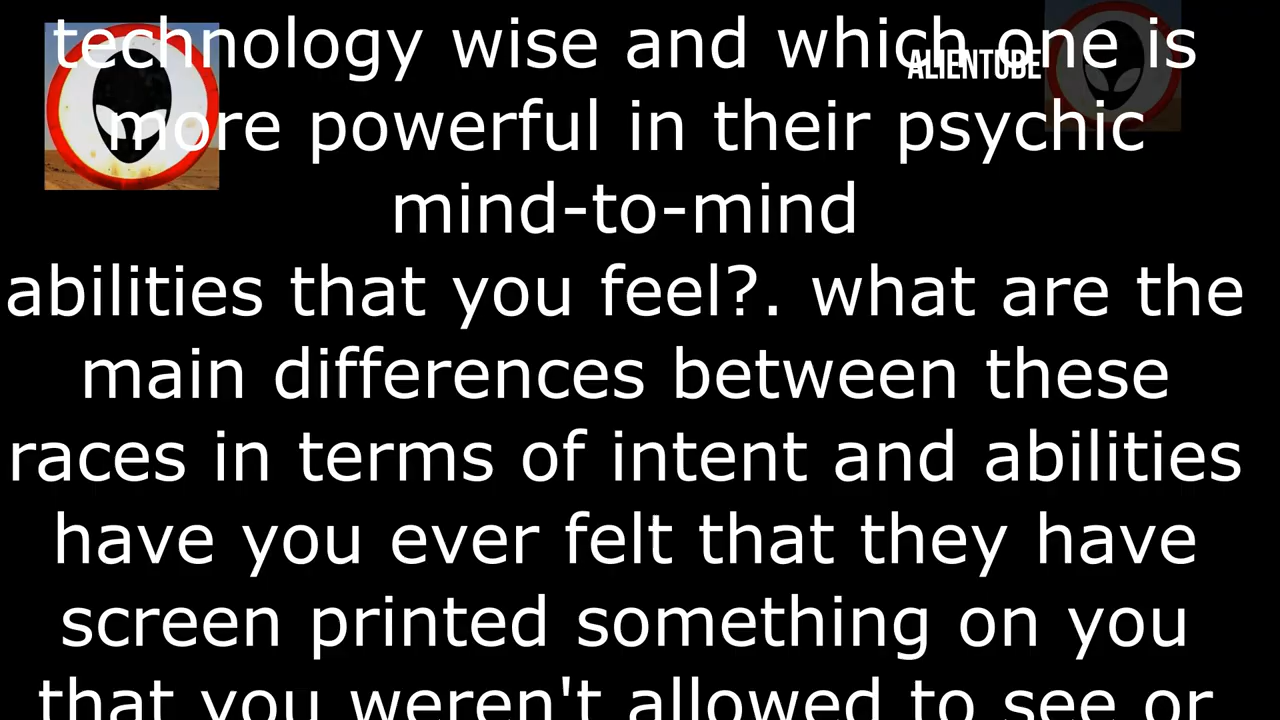 technology wise and which one is
ALIENTUBE
more powerful in their psychic
mind-to-mind
abilities that you feel?. what are the
main differences between these
races in terms of intent and abilities
have you ever felt that they have
screen printed something on you
that you weren't allowed to see or